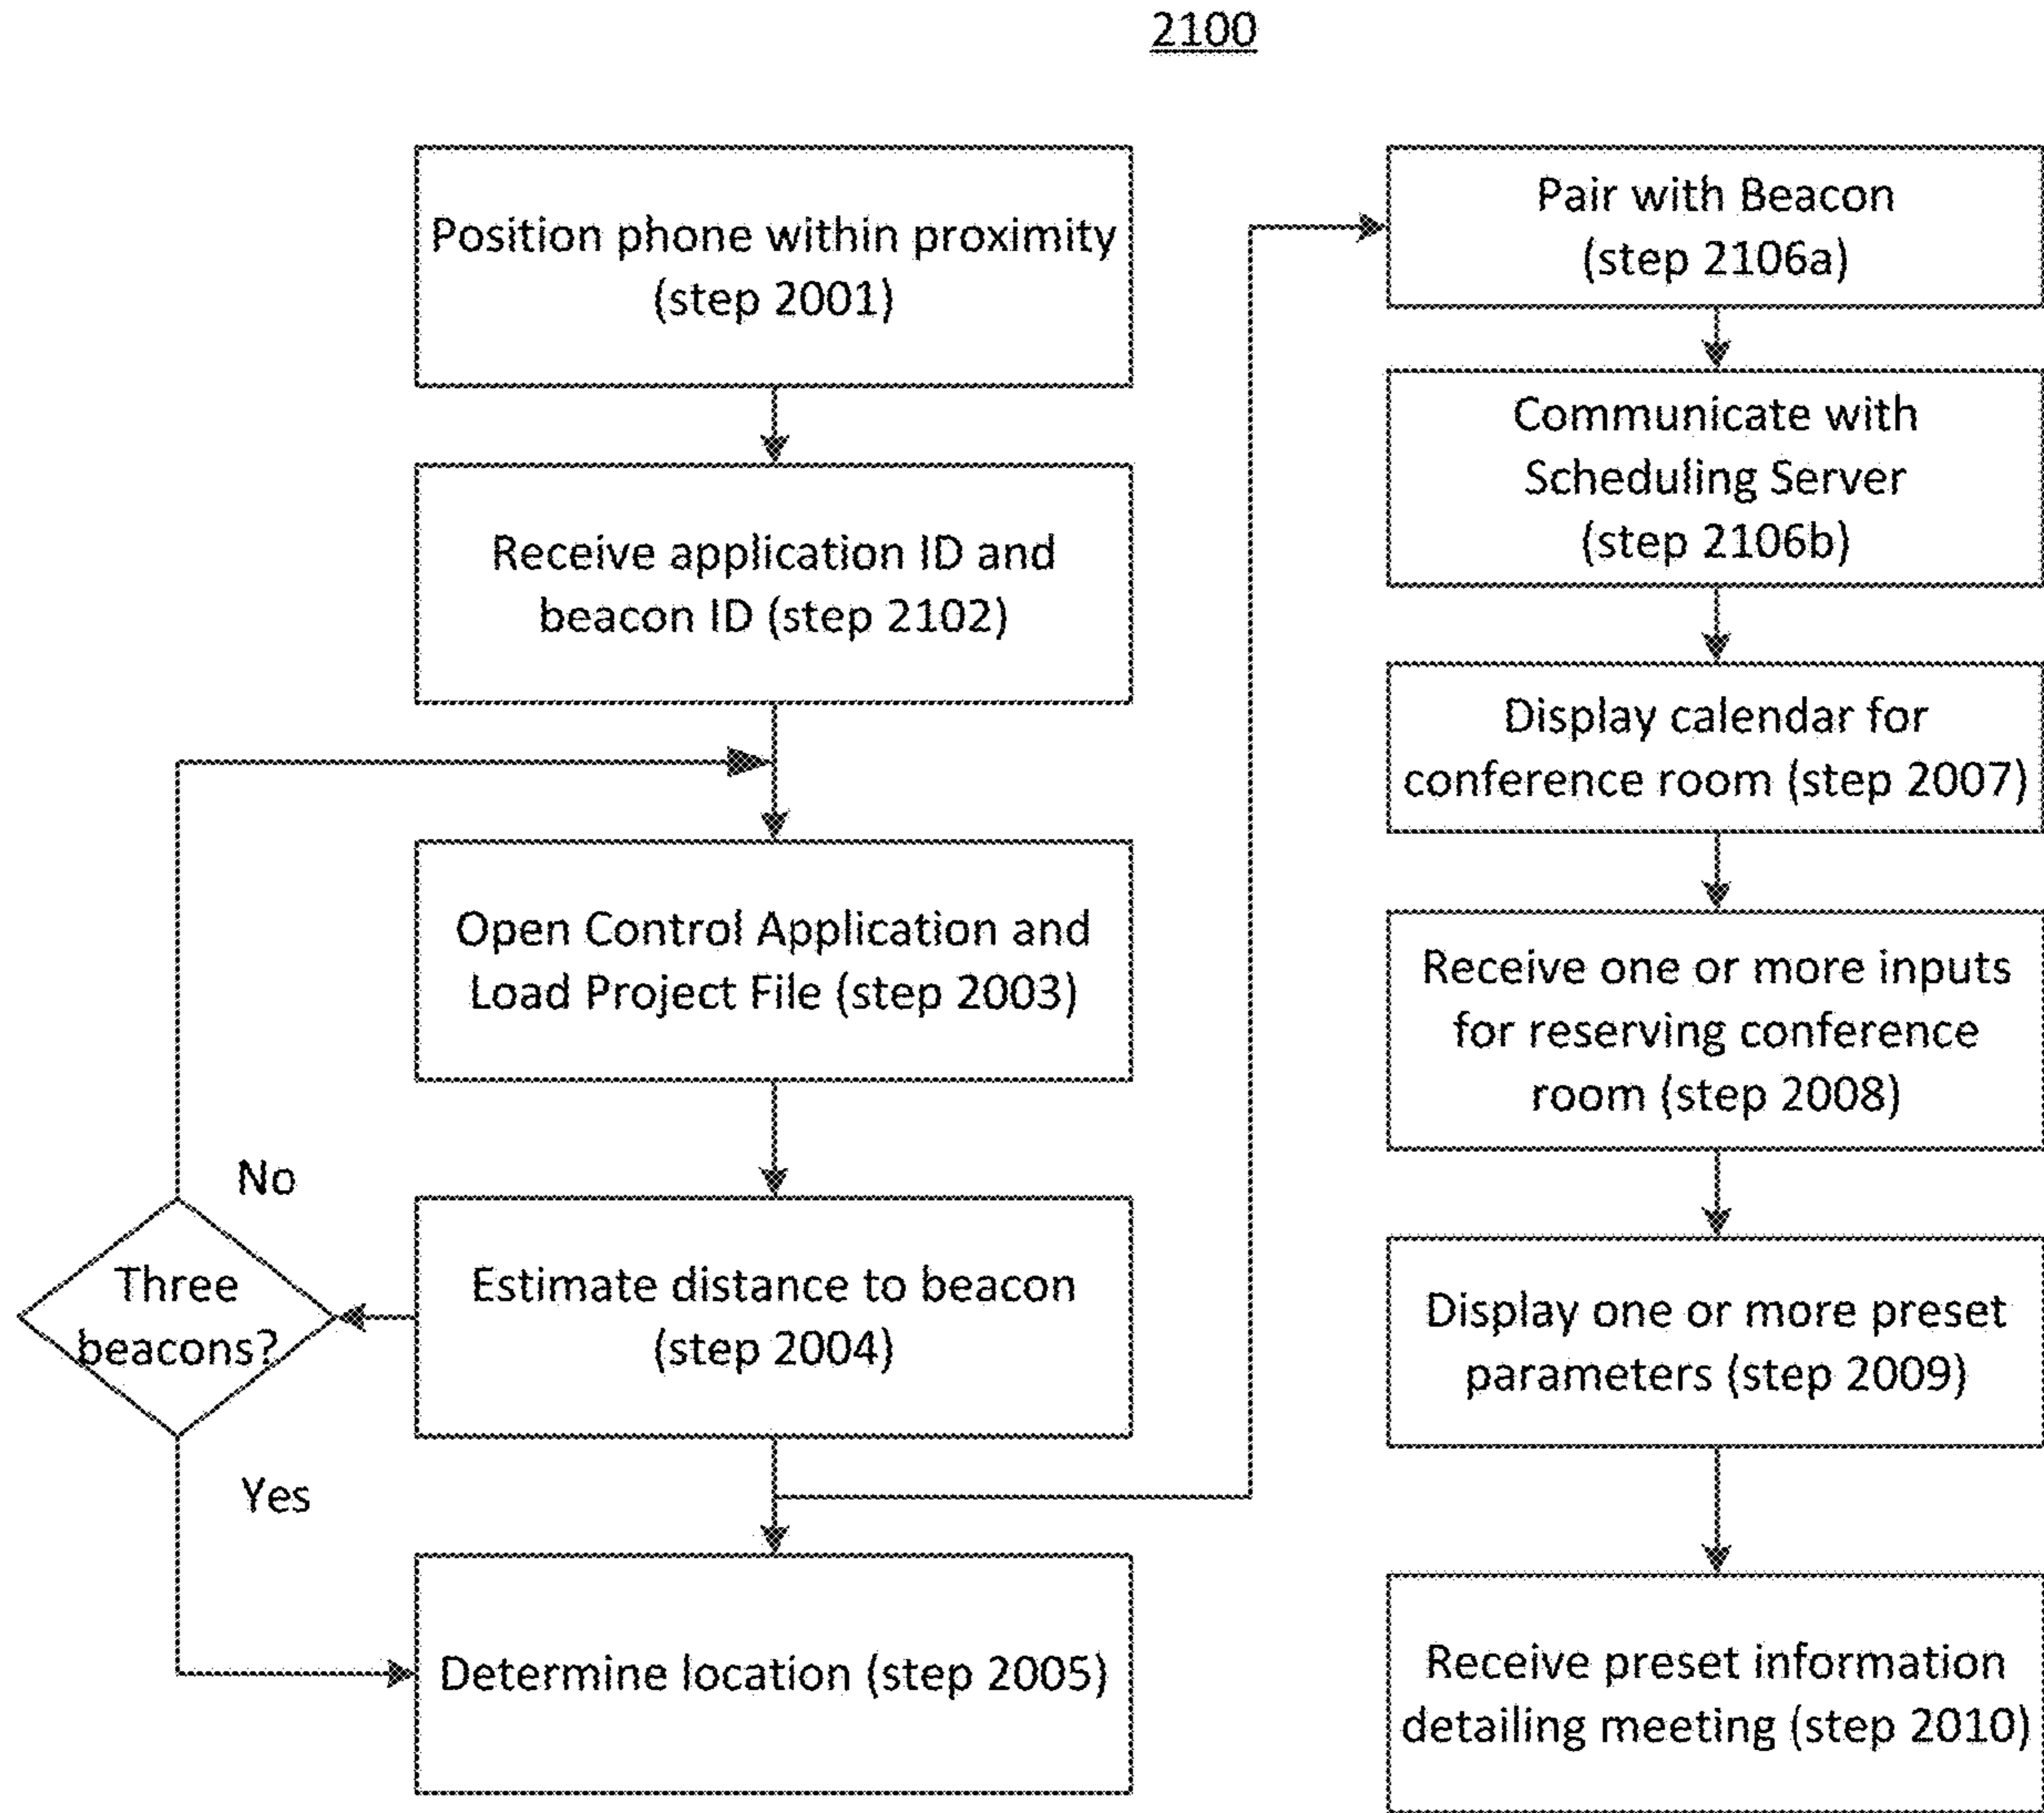 2100
Position phone within proximity
(step 2001)
Receive application ID and
beacon ID (step 2102)
Open Control Application and
Load Project File (step 2003)
No
Three
beacons?
Estimate distance to beacon
(step 2004)
Yes
Determine location (step 2005)
Pair with Beacon
(step 2106a)
Communicate with
Scheduling Server
(step 2106b)
Display calendar for
conference room (step 2007)
Receive one or more inputs
for reserving conference
room (step 2008)
Display one or more preset
parameters (step 2009)
Receive preset information
detailing meeting (step 2010)